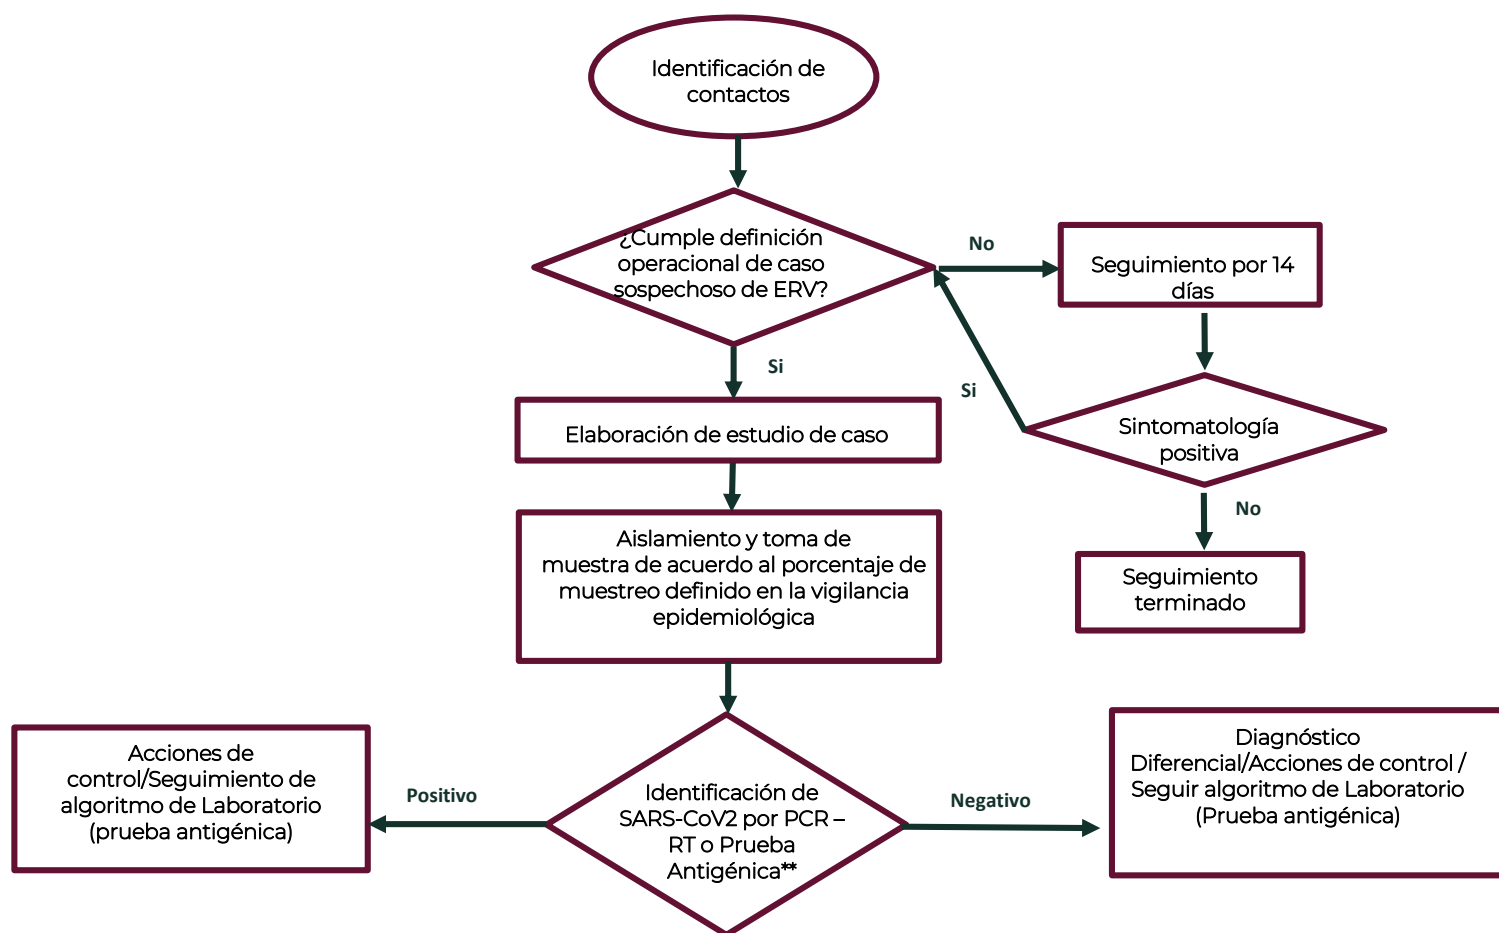 Identificación de
contactos
¿Cumple definición
operacional de caso
sospechoso de ERV?
No
Seguimiento por 14
días
Si
Si
Sintomatología
positiva
Elaboración de estudio de caso
No
Aislamiento y toma de
muestra de acuerdo al porcentaje de
muestreo definido en la vigilancia
epidemiológica
Seguimiento
terminado
Acciones de
control/Seguimiento de
algoritmo de Laboratorio
(prueba antigénica)
Positivo
Identificación de
SARS-CoV2 por PCR –
RT o Prueba
Antigénica**
Negativo
Diagnóstico
Diferencial/Acciones de control /
Seguir algoritmo de Laboratorio
(Prueba antigénica)